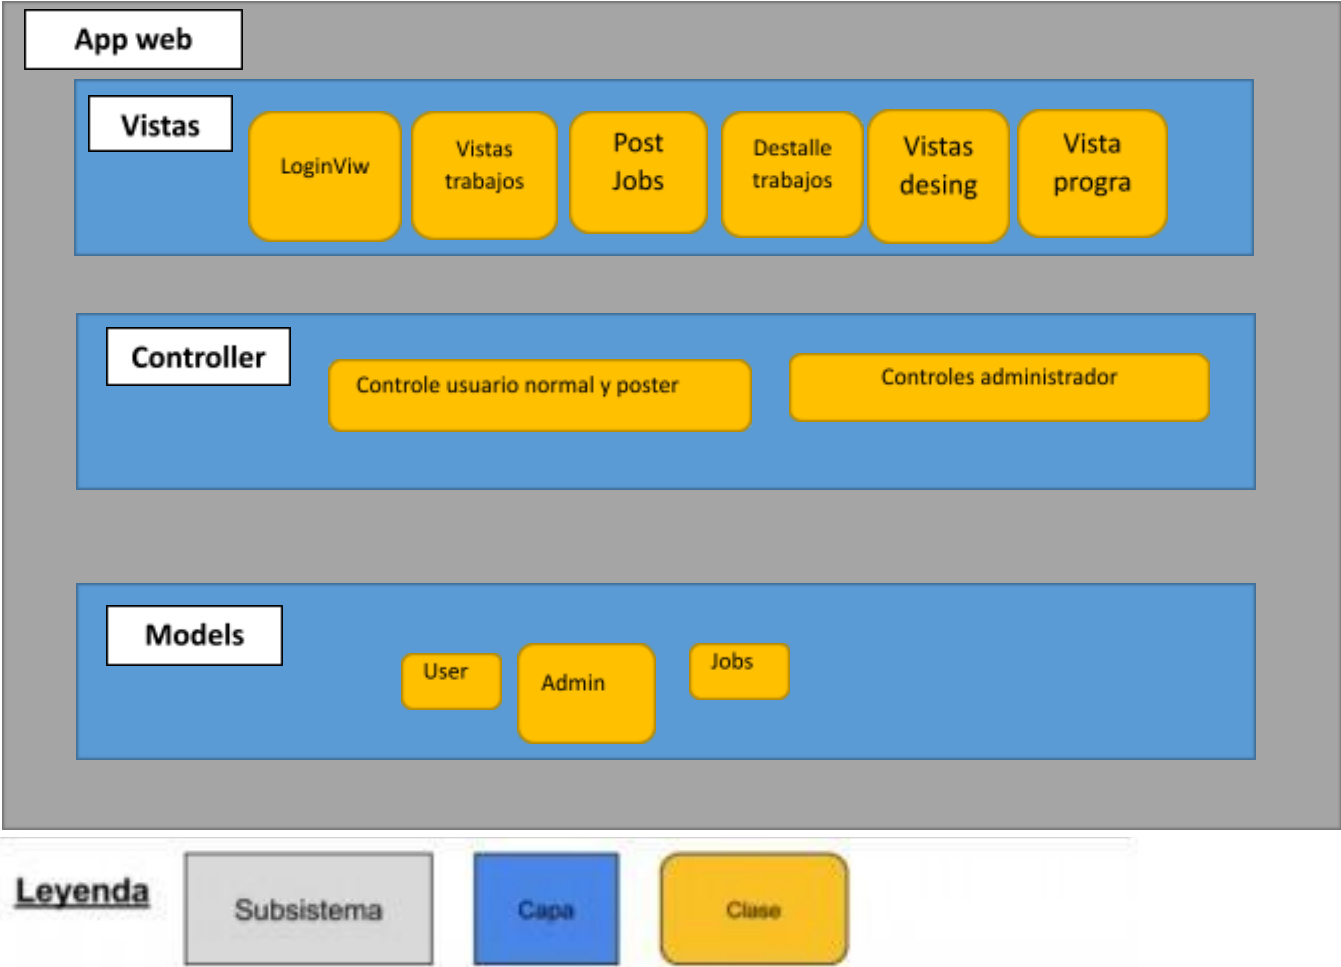 App web
Vistas
LoginViw
Vistas
trabajos
Post
Jobs
Destalle
trabajos
Vistas
desing
Vista
progra
Controller
Controle usuario normal y poster
Controles administrador
Models
User
Admin
Jobs
Leyenda
Subsistema
Capa
Clase